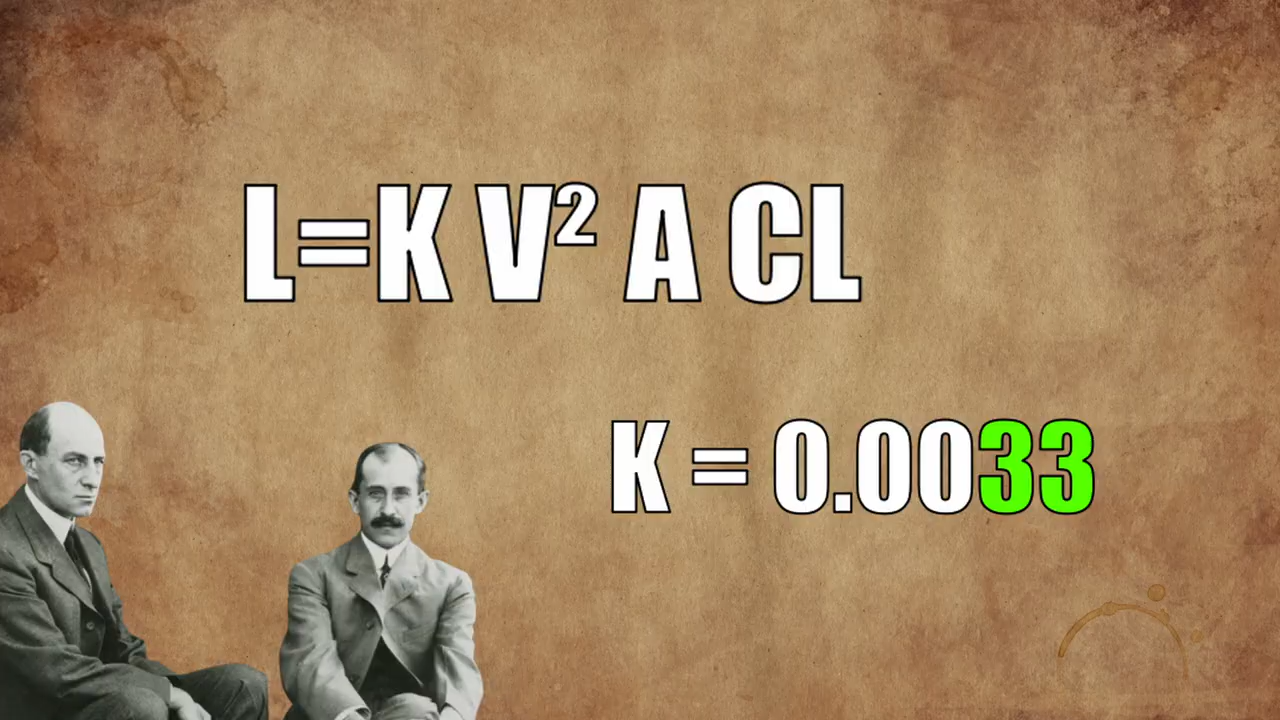 L=K V² A CL
K = 0.0033